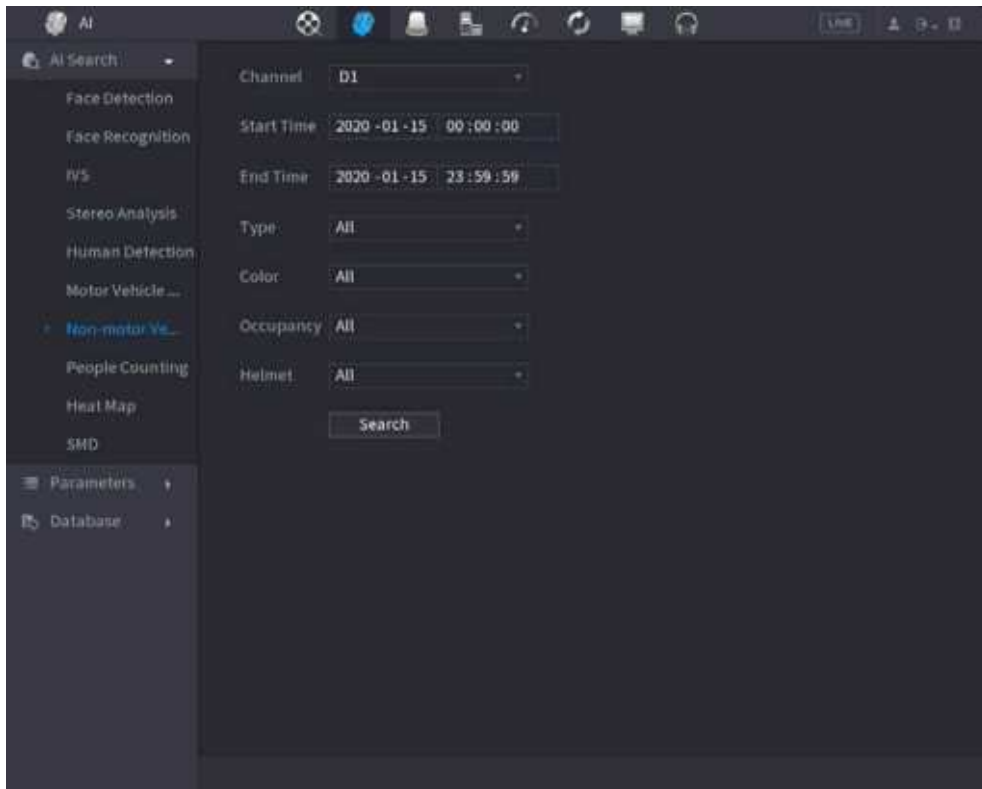 AI
LIVE
AI Search
Face Detection
Face Recognition
IVS
Stereo Analysis
Human Detection
Motor Vehicle ...
Non-motor Ve...
People Counting
Heat Map
SMD
Parameters
Database
Channel D1
Start Time 2020 -01 -15 00 :00 :00
End Time 2020 -01 -15 23 :59 :59
Type All
Color All
Occupancy All
Helmet All
Search